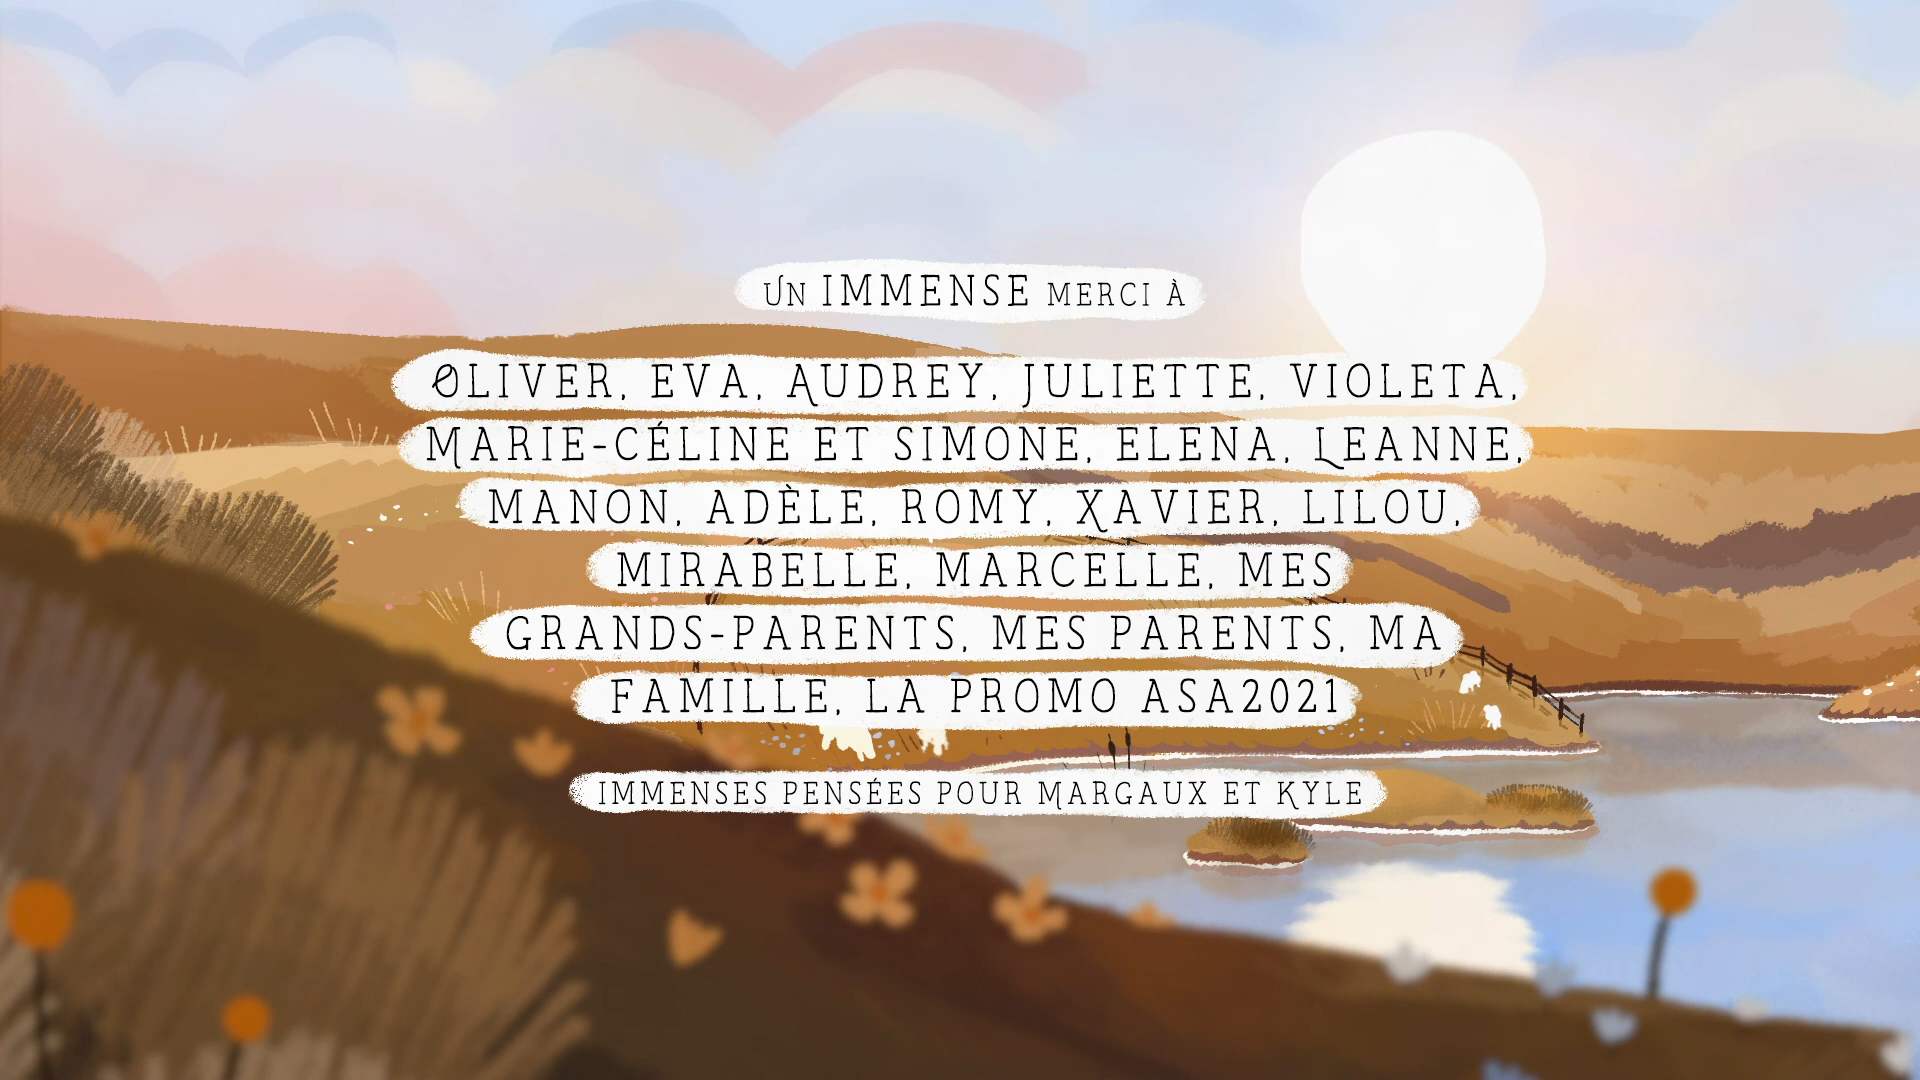 UN IMMENSE MERCI À
OLIVER, EVA, AUDREY, JULIETTE, VIOLETA,
MARIE-CÉLINE ET SIMONE, ELENA, LEANNE,
MANON, ADÈLE, ROMY, XAVIER, LILOU,
MIRABELLE, MARCELLE, MES
GRANDS-PARENTS, MES PARENTS, MA
FAMILLE, LA PROMO ASA2021
IMMENSES PENSÉES POUR MARGAUX ET KYLE